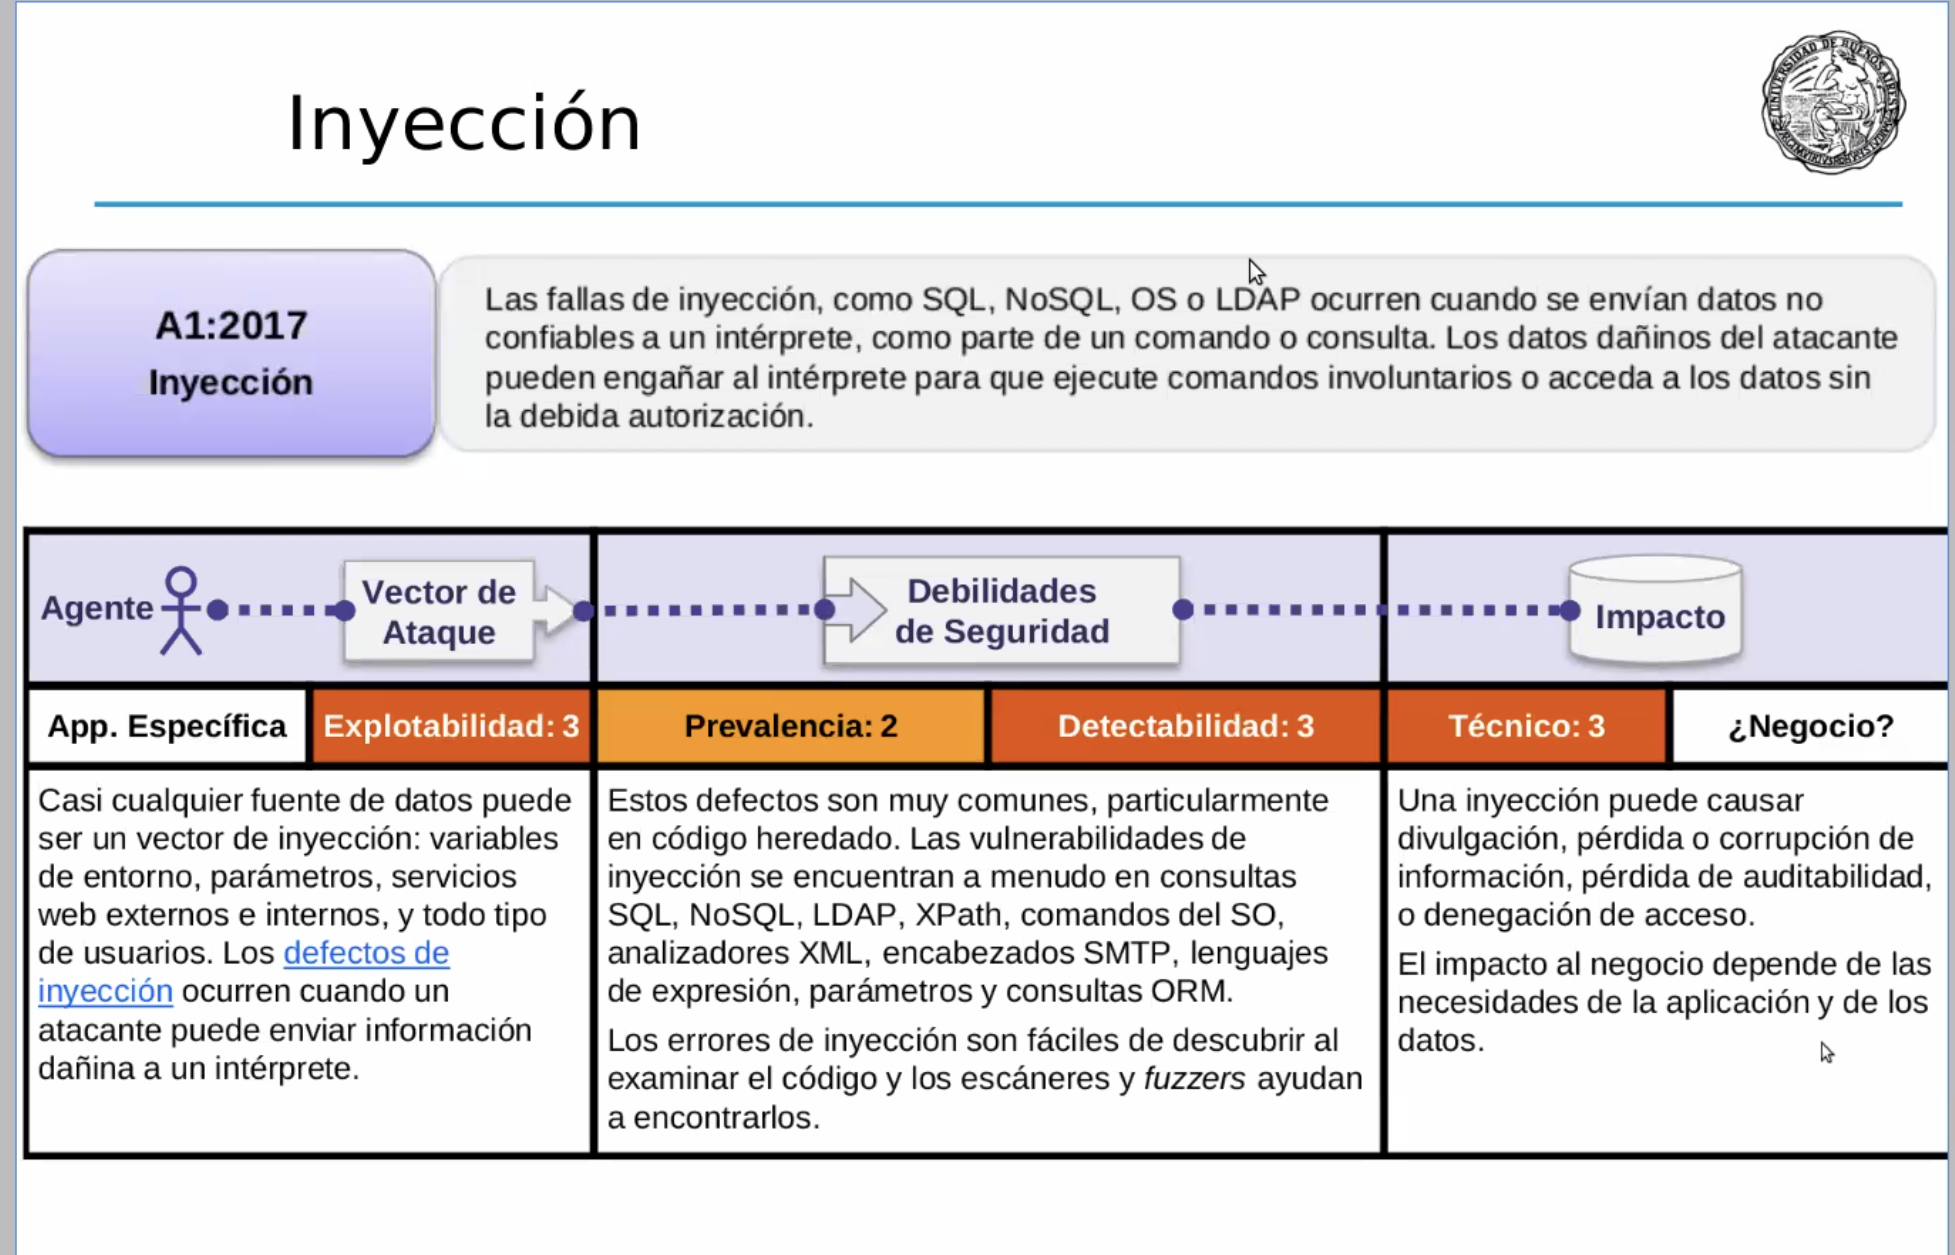 Inyección
UNIVERSIDAD DE BUENOS AIRES
A1:2017
Inyección
Las fallas de inyección, como SQL, NoSQL, OS o LDAP ocurren cuando se envían datos no
confiables a un intérprete, como parte de un comando o consulta. Los datos dañinos del atacante
pueden engañar al intérprete para que ejecute comandos involuntarios o acceda a los datos sin
la debida autorización.
Agente
Vector de
Ataque
Debilidades
de Seguridad
Impacto
App. Específica
Explotabilidad: 3
Prevalencia: 2
Detectabilidad: 3
Técnico: 3
¿Negocio?
Casi cualquier fuente de datos puede
ser un vector de inyección: variables
de entorno, parámetros, servicios
web externos e internos, y todo tipo
de usuarios. Los defectos de
inyección ocurren cuando un
atacante puede enviar información
dañina a un intérprete.
Estos defectos son muy comunes, particularmente
en código heredado. Las vulnerabilidades de
inyección se encuentran a menudo en consultas
SQL, NoSQL, LDAP, XPath, comandos del SO,
analizadores XML, encabezados SMTP, lenguajes
de expresión, parámetros y consultas ORM.
Los errores de inyección son fáciles de descubrir al
examinar el código y los escáneres y fuzzers ayudan
a encontrarlos.
Una inyección puede causar
divulgación, pérdida o corrupción de
información, pérdida de auditabilidad,
o denegación de acceso.
El impacto al negocio depende de las
necesidades de la aplicación y de los
datos.